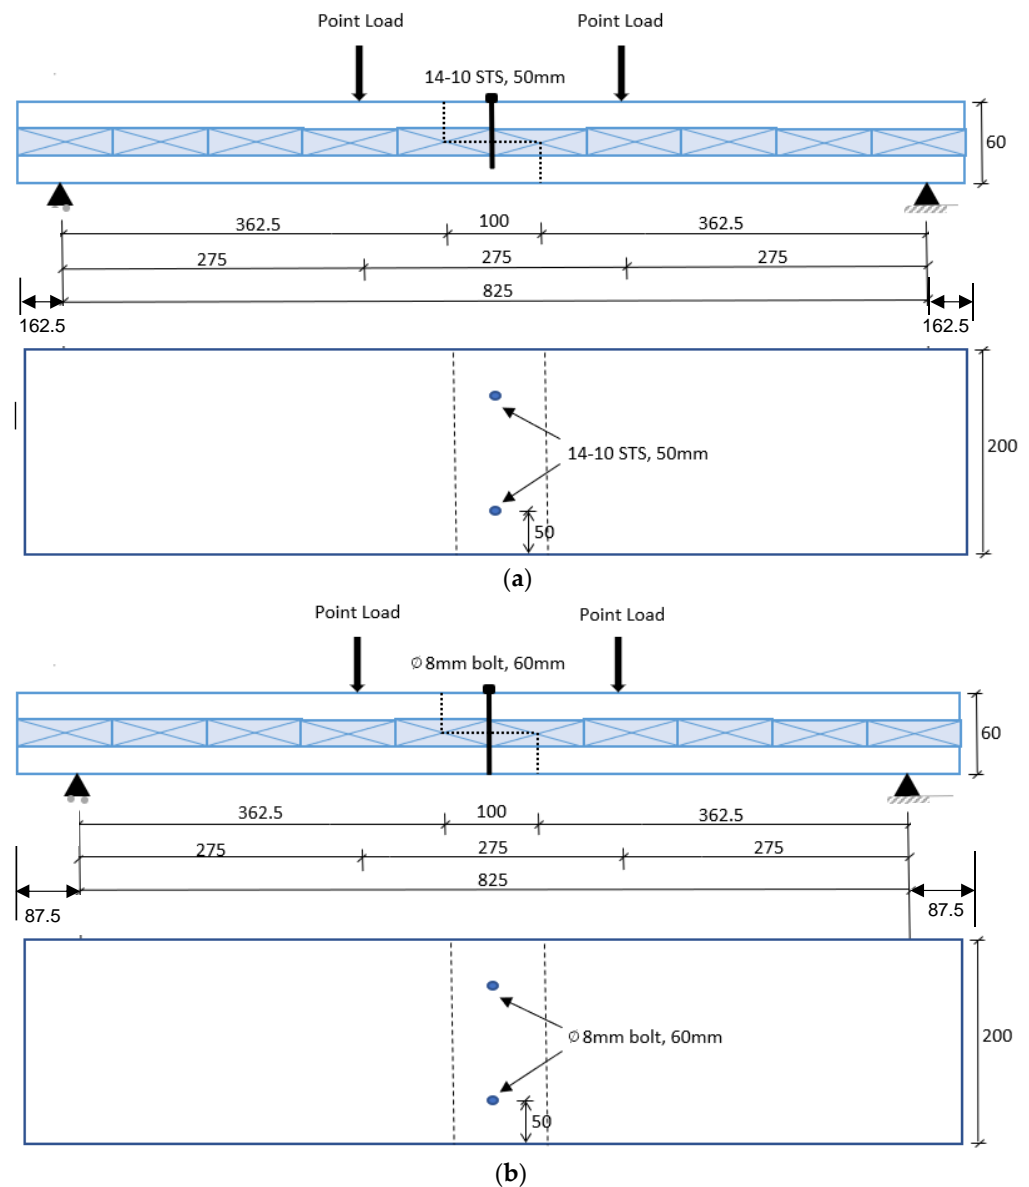 Point Load Point Load
14-10 STS, 50mm
60
362.5 100 362.5
275 275 275
825
162.5 162.5
14-10 STS, 50mm
200
50
(a)
Point Load Point Load
∅8mm bolt, 60mm
60
362.5 100 362.5
275 275 275
825
87.5 87.5
∅8mm bolt, 60mm
200
50
(b)